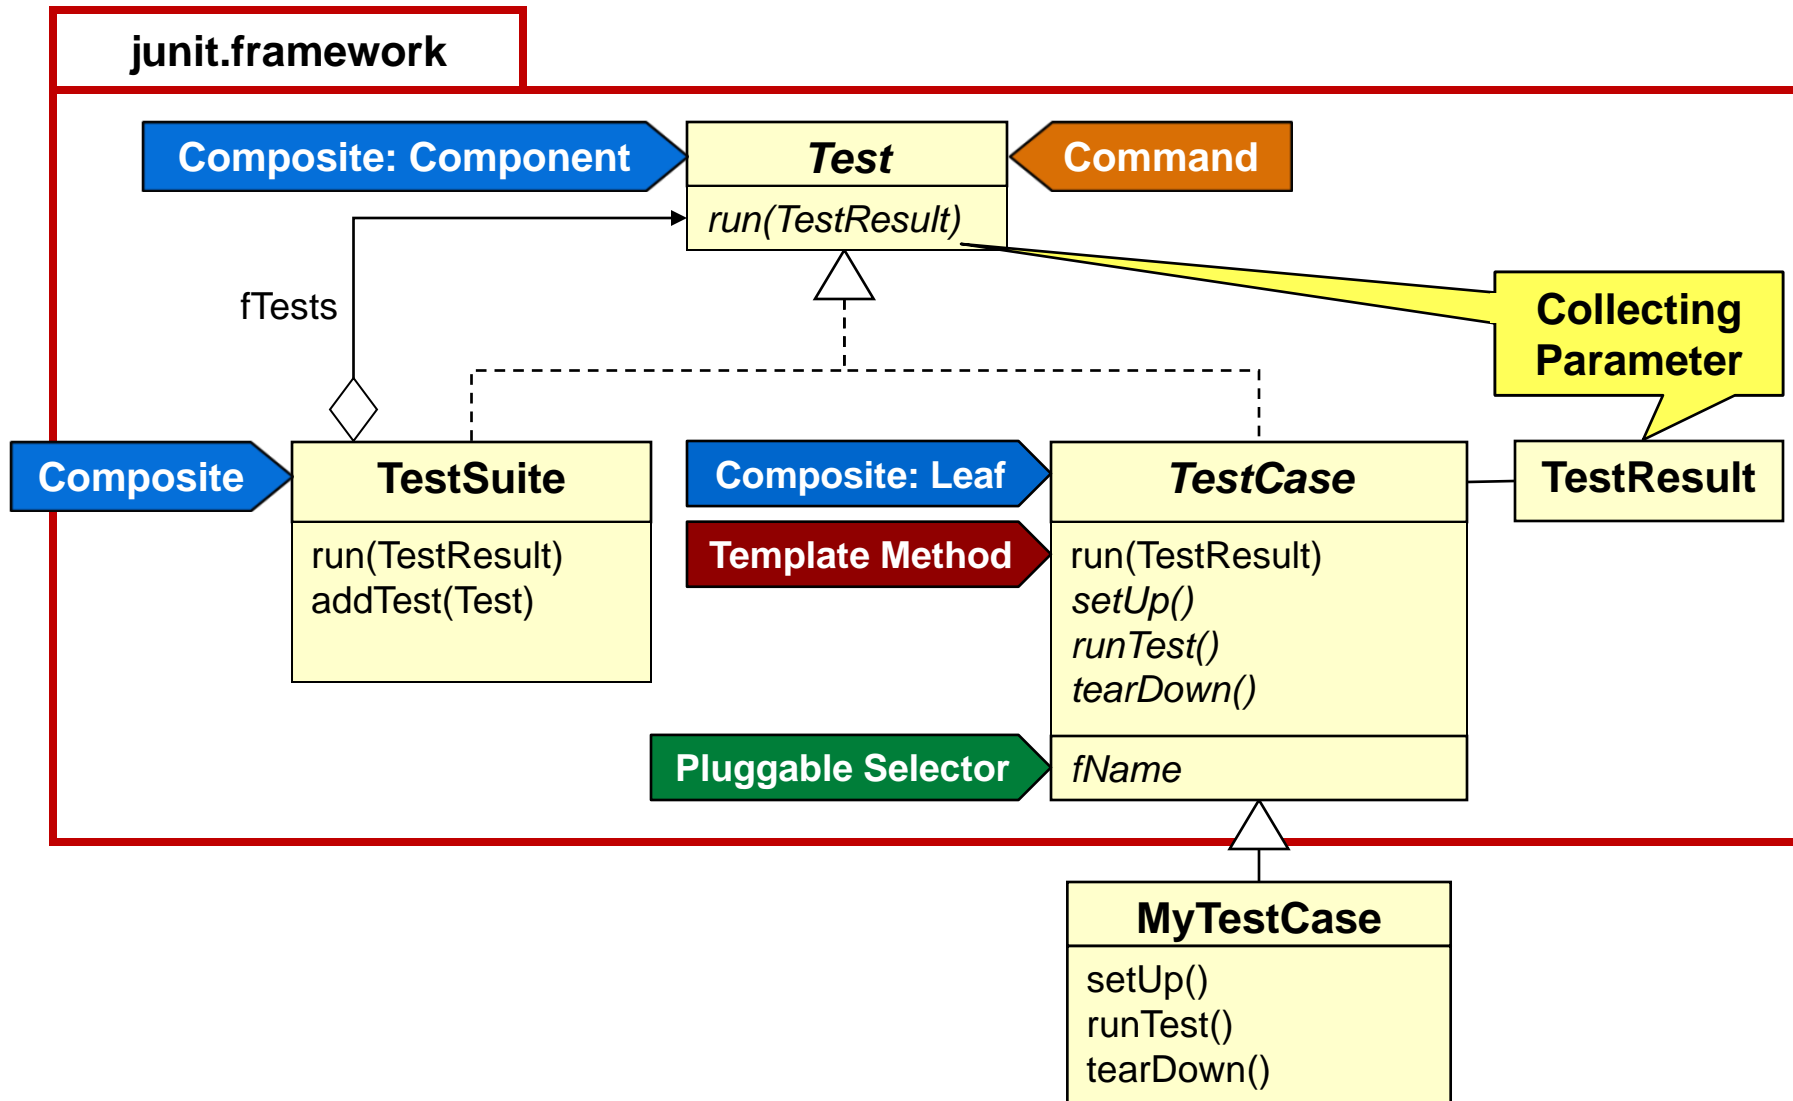 junit.framework
Composite: Component
Test
Command
run(TestResult)
fTests
Collecting
Parameter
Composite
TestSuite
run(TestResult)
addTest(Test)
Composite: Leaf
TestCase
TestResult
Template Method
run(TestResult)
setUp()
runTest()
tearDown()
Pluggable Selector
fName
MyTestCase
setUp()
runTest()
tearDown()